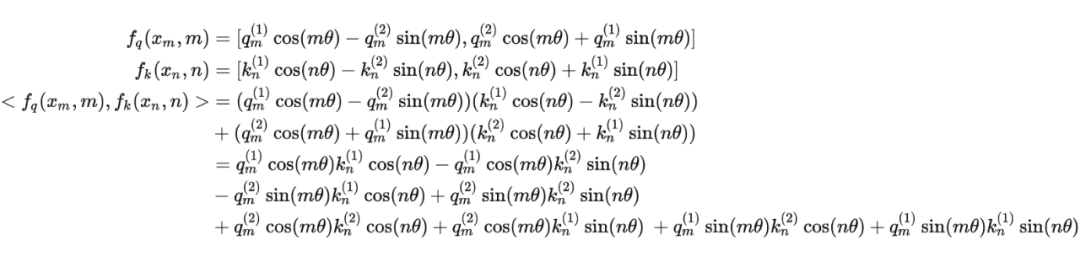 f_q(x_m, m) = [q_m^{(1)} cos(mθ) − q_m^{(2)} sin(mθ), q_m^{(2)} cos(mθ) + q_m^{(1)} sin(mθ)]
f_k(x_n, n) = [k_n^{(1)} cos(nθ) − k_n^{(2)} sin(nθ), k_n^{(2)} cos(nθ) + k_n^{(1)} sin(nθ)]
< f_q(x_m, m), f_k(x_n, n) > = (q_m^{(1)} cos(mθ) − q_m^{(2)} sin(mθ))(k_n^{(1)} cos(nθ) − k_n^{(2)} sin(nθ))
+ (q_m^{(2)} cos(mθ) + q_m^{(1)} sin(mθ))(k_n^{(2)} cos(nθ) + k_n^{(1)} sin(nθ))
= q_m^{(1)} cos(mθ)k_n^{(1)} cos(nθ) − q_m^{(1)} cos(mθ)k_n^{(2)} sin(nθ)
− q_m^{(2)} sin(mθ)k_n^{(1)} cos(nθ) + q_m^{(2)} sin(mθ)k_n^{(2)} sin(nθ)
+ q_m^{(2)} cos(mθ)k_n^{(2)} cos(nθ) + q_m^{(2)} cos(mθ)k_n^{(1)} sin(nθ) + q_m^{(1)} sin(mθ)k_n^{(2)} cos(nθ) + q_m^{(1)} sin(mθ)k_n^{(1)} sin(nθ)